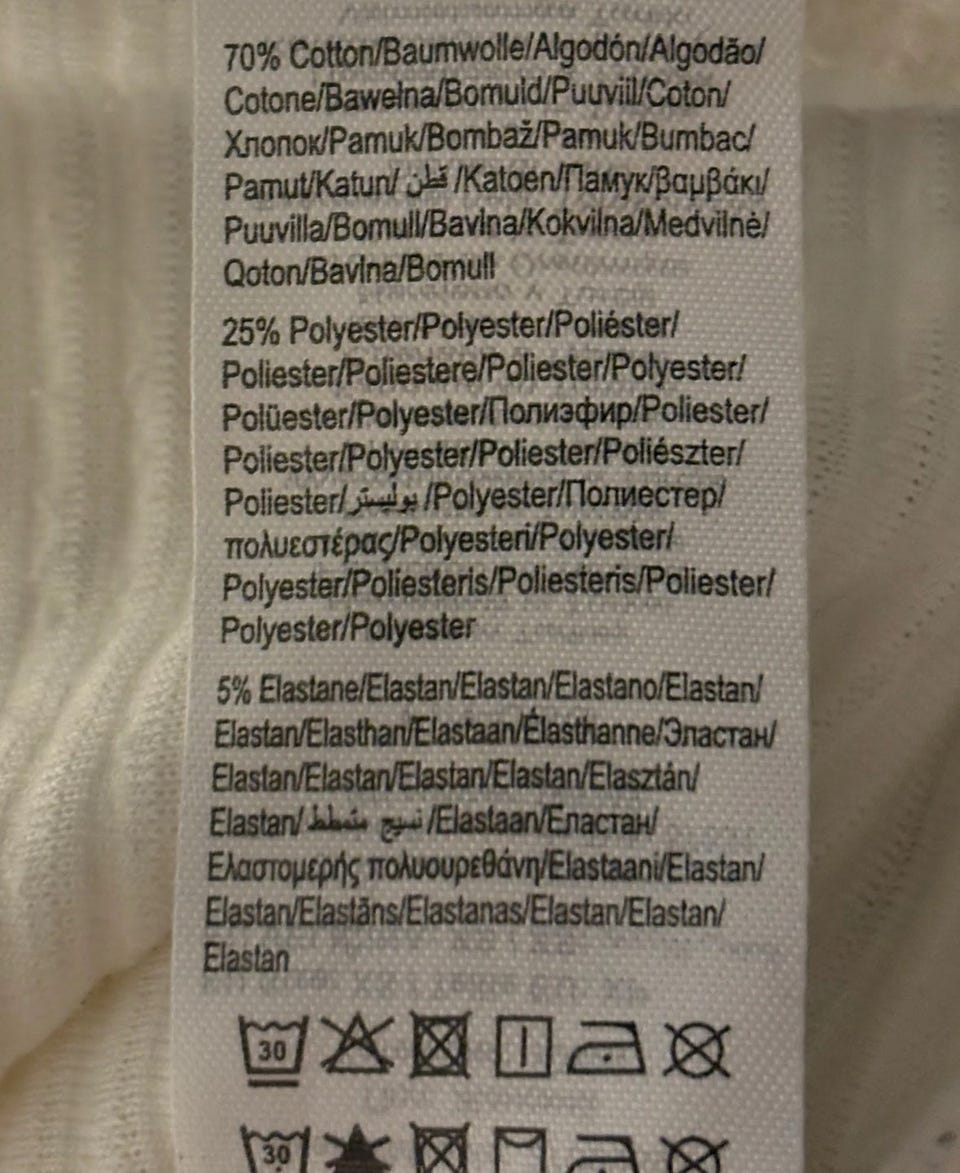 70% Cotton/Baumwolle/Algodón/Algodão/
Cotone/Bawełna/Bomuld/Puuviil/Coton/
Хлопок/Pamuk/Bombaž/Pamuk/Bumbac/
Pamut/Katun/ قطن /Katoen/Памук/βαμβάκι/
Puuvilla/Bomull/Bavlna/Kokvilna/Medvilnė/
Qoton/Bavlna/Bomull
25% Polyester/Polyester/Poliéster/
Poliester/Poliestere/Poliester/Polyester/
Polüester/Polyester/Полиэфир/Poliester/
Poliester/Polyester/Poliester/Poliészter/
Poliester/ بوليستر /Polyester/Полиестер/
πολυεστέρας/Polyesteri/Polyester/
Polyester/Poliesteris/Poliesteris/Poliester/
Polyester/Polyester
5% Elastane/Elastan/Elastan/Elastano/Elastan/
Elastan/Elasthan/Elastaan/Élasthanne/Эластан/
Elastan/Elastan/Elastan/Elastan/Elasztán/
Elastan/ نسيج مطط /Elastaan/Еластан/
Ελαστομερής πολυουρεθάνη/Elastaani/Elastan/
Elastan/Elastāns/Elastanas/Elastan/Elastan/
Elastan
30
30